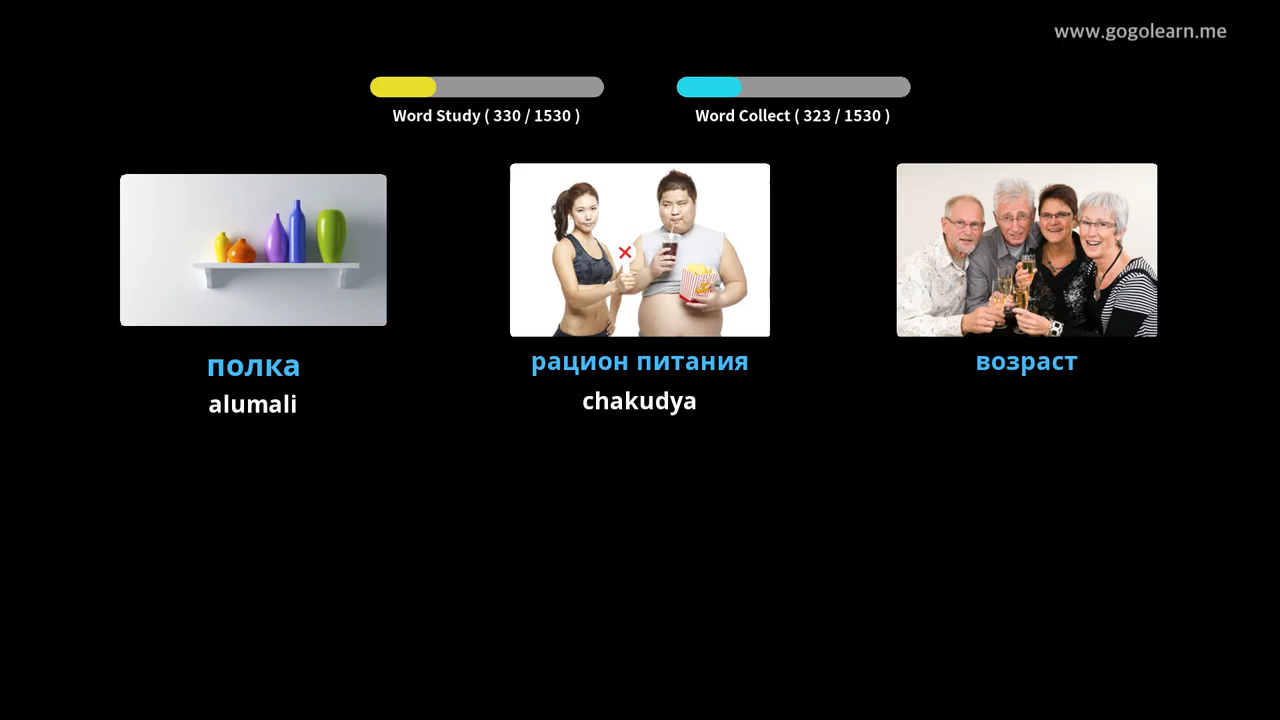 www.gogolearn.me
Word Study ( 330 / 1530 )
Word Collect ( 323 / 1530 )
полка
alumali
рацион питания
chakudya
возраст